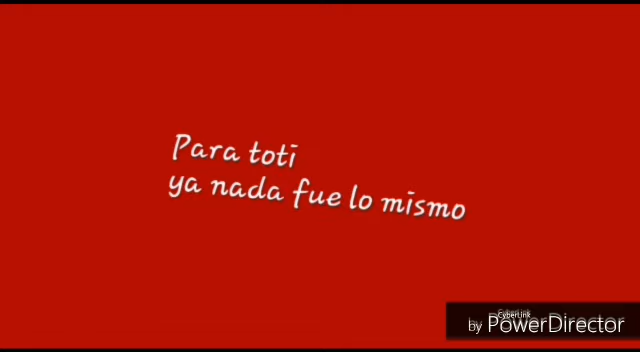 Para toti
ya nada fue lo mismo
CyberLink
by PowerDirector